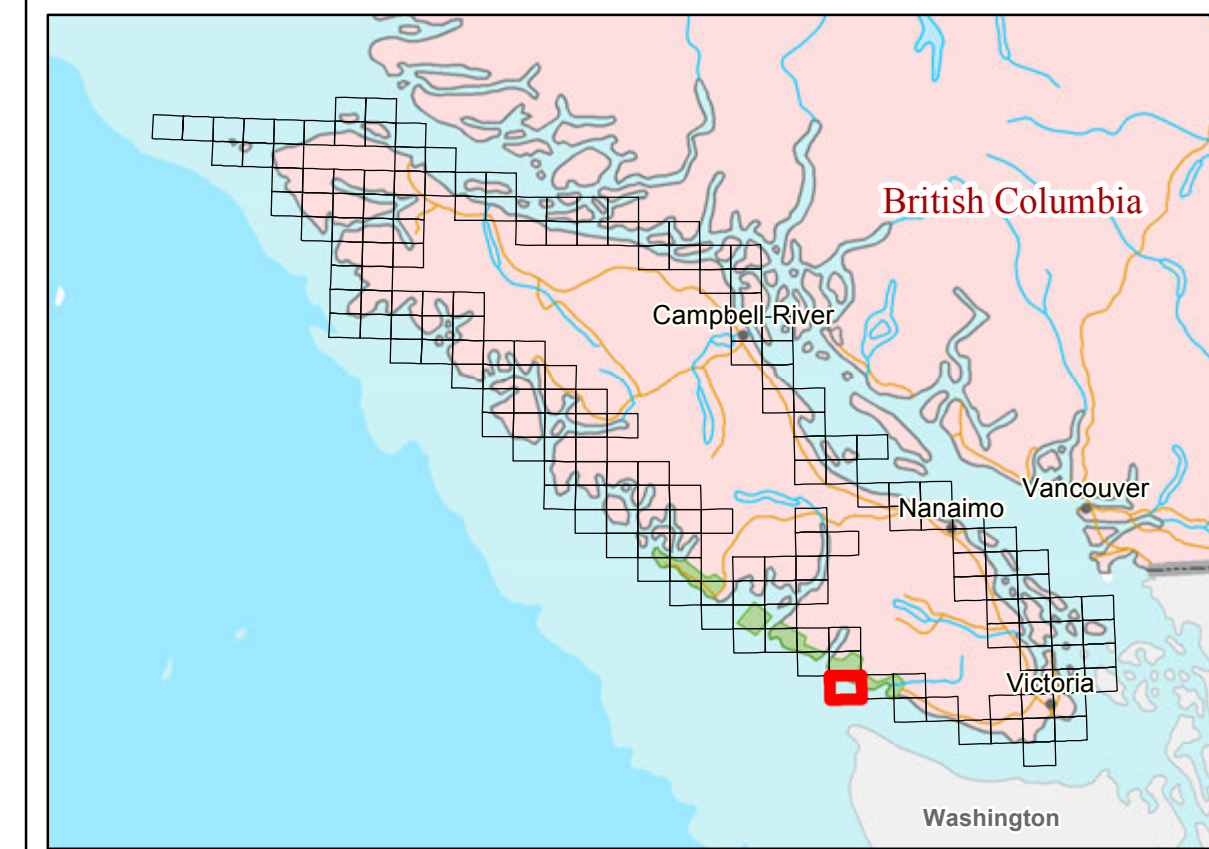 British Columbia
Campbell River
Vancouver
Nanaimo
Victoria
Washington